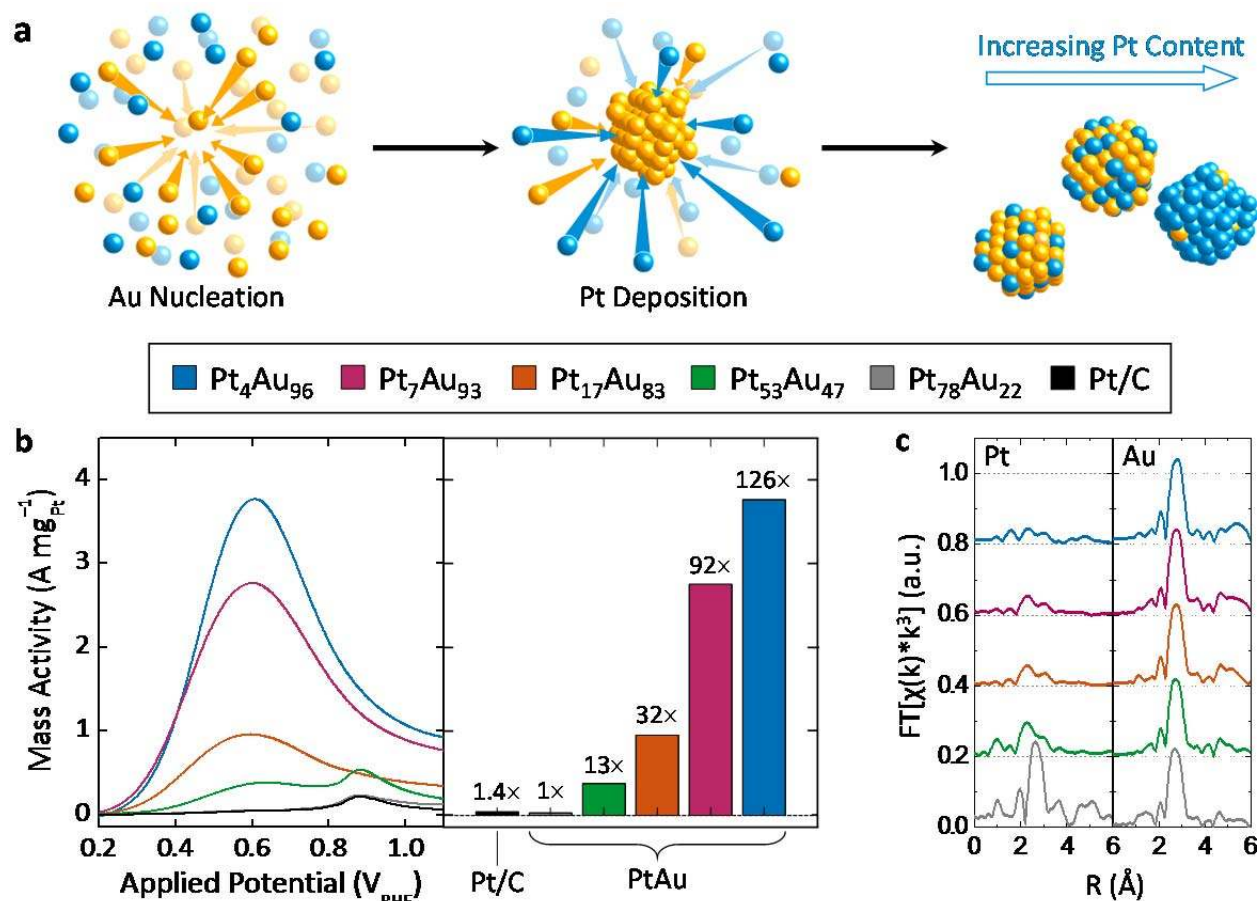 a
Increasing Pt Content
Au Nucleation
Pt Deposition
Pt₄Au₉₆ Pt₇Au₉₃ Pt₁₇Au₈₃ Pt₅₃Au₄₇ Pt₇₈Au₂₂ Pt/C
b
Mass Activity (A mg⁻¹Pt)
4
3
2
1
0
0.2 0.4 0.6 0.8 1.0
Applied Potential (V_RHE)
1.4× 1× 13× 32× 92× 126×
Pt/C PtAu
c
Pt Au
FT[χ(k)*k³] (a.u.)
1.0
0.8
0.6
0.4
0.2
0.0
0 2 4 6 2 4 6
R (Å)